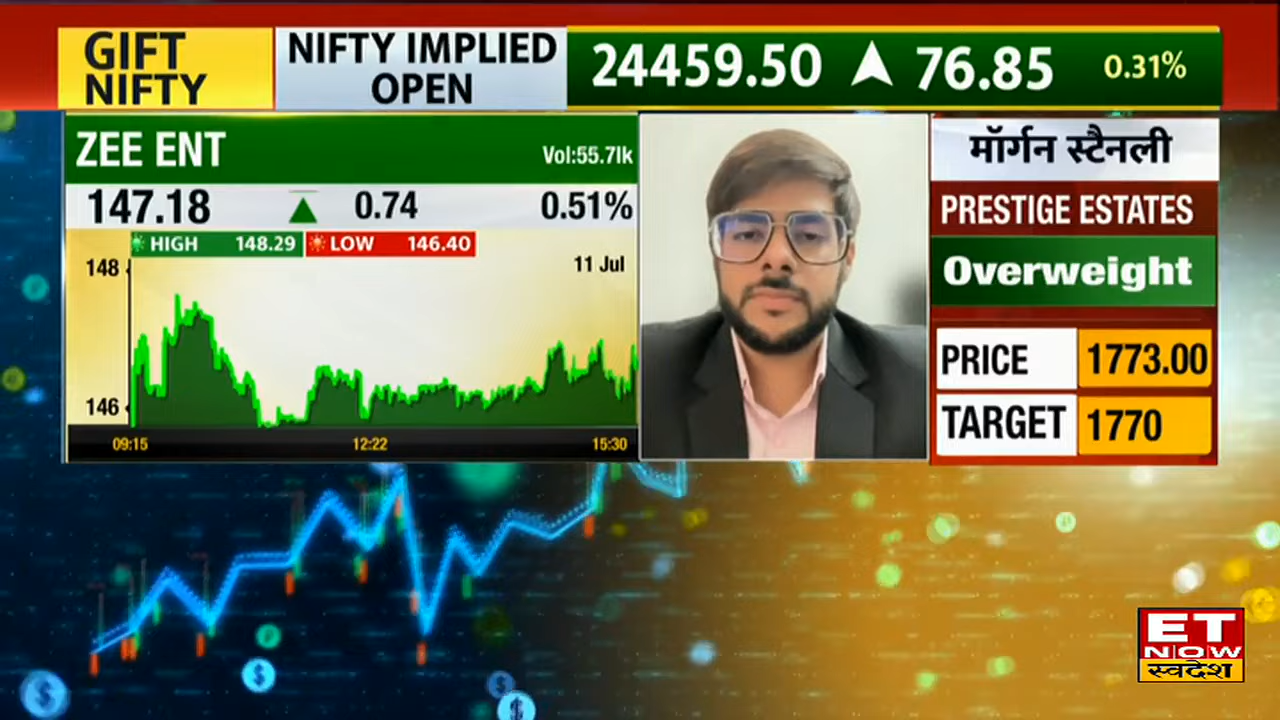 GIFT
NIFTY
NIFTY IMPLIED
OPEN
24459.50 ▲ 76.85 0.31%
ZEE ENT
Vol:55.7lk
147.18 ▲ 0.74 0.51%
HIGH 148.29 LOW 146.40
11 Jul
148
146
09:15 12:22 15:30
मॉर्गन स्टैनली
PRESTIGE ESTATES
Overweight
PRICE 1773.00
TARGET 1770
ET
NOW
स्वदेश